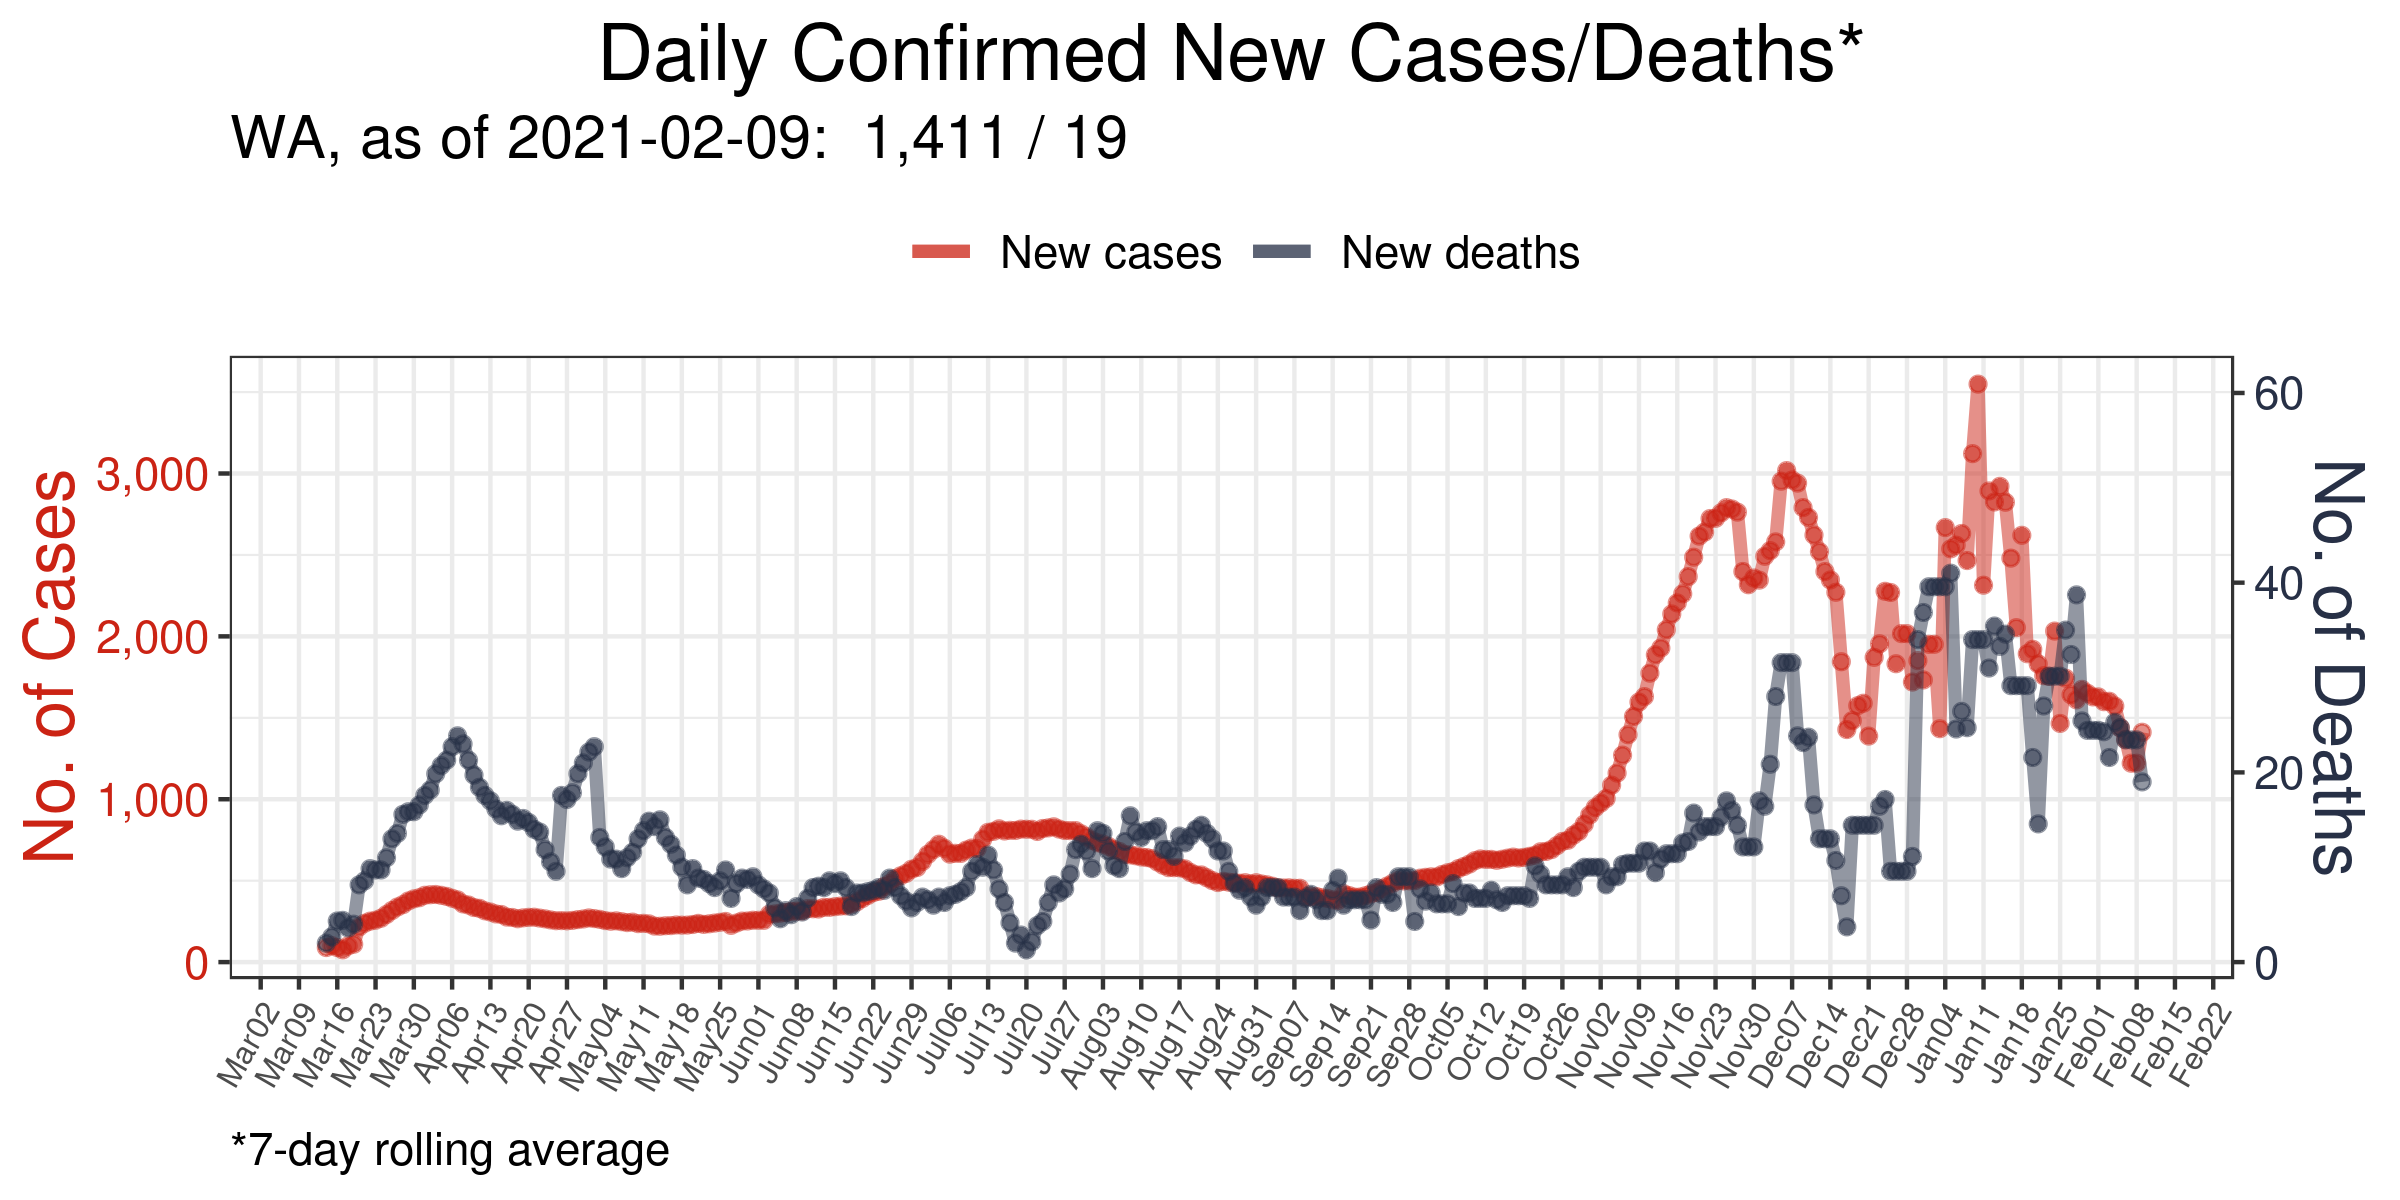 Daily Confirmed New Cases/Deaths*
WA, as of 2021-02-09:  1,411 / 19
New cases
New deaths
No. of Cases
3,000
2,000
1,000
0
60
40
20
0
No. of Deaths
Mar02
Mar09
Mar16
Mar23
Mar30
Apr06
Apr13
Apr20
Apr27
May04
May11
May18
May25
Jun01
Jun08
Jun15
Jun22
Jun29
Jul06
Jul13
Jul20
Jul27
Aug03
Aug10
Aug17
Aug24
Aug31
Sep07
Sep14
Sep21
Sep28
Oct05
Oct12
Oct19
Oct26
Nov02
Nov09
Nov16
Nov23
Nov30
Dec07
Dec14
Dec21
Dec28
Dec04
Jan11
Jan18
Jan25
Feb01
Feb08
Feb15
Feb22
*7-day rolling average